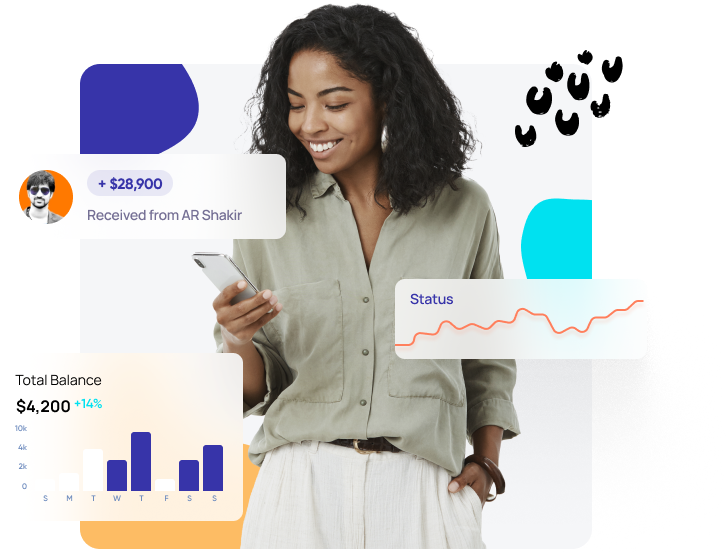 + $28,900
Received from AR Shakir
Status
Total Balance
$4,200 +14%
10k
4k
2k
0
S M T W T F S S